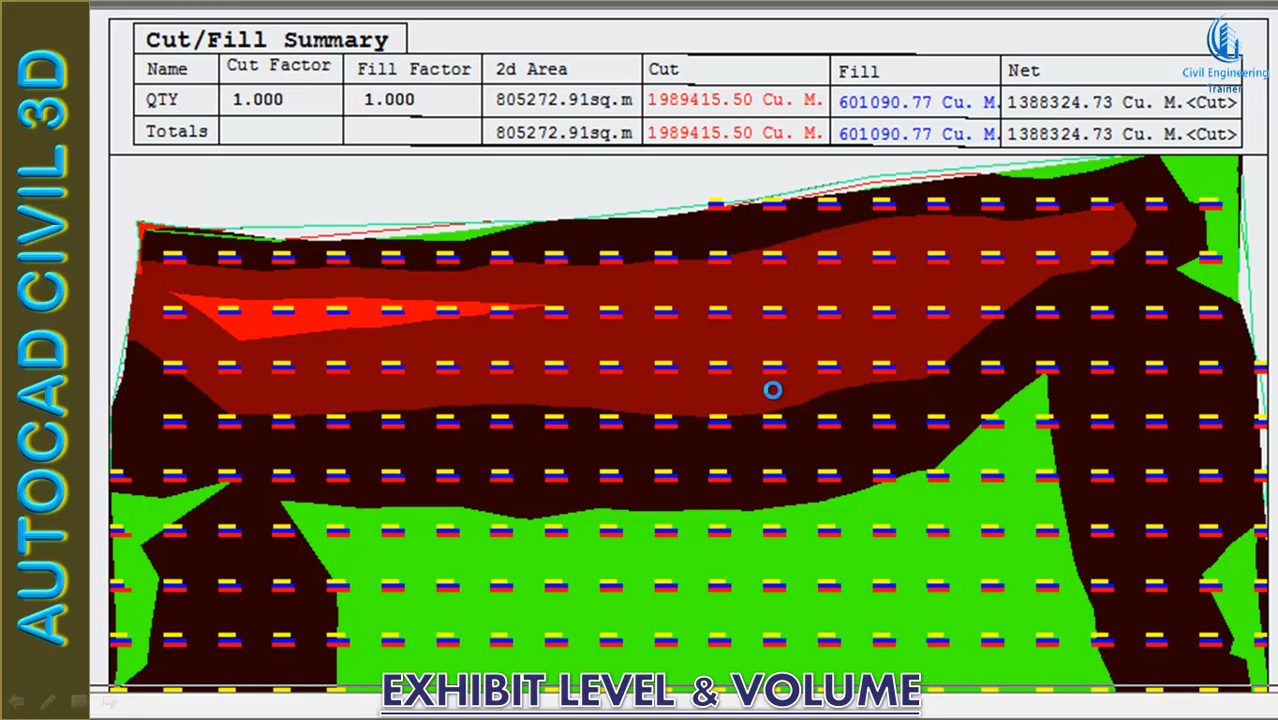 AUTOCAD CIVIL 3D
Cut/Fill Summary
Name Cut Factor Fill Factor 2d Area Cut Fill Net
QTY 1.000 1.000 805272.91sq.m 1989415.50 Cu. M. 601090.77 Cu. M. 1388324.73 Cu. M.<Cut>
Totals 805272.91sq.m 1989415.50 Cu. M. 601090.77 Cu. M. 1388324.73 Cu. M.<Cut>
Civil Engineering
Trainer
EXHIBIT LEVEL & VOLUME